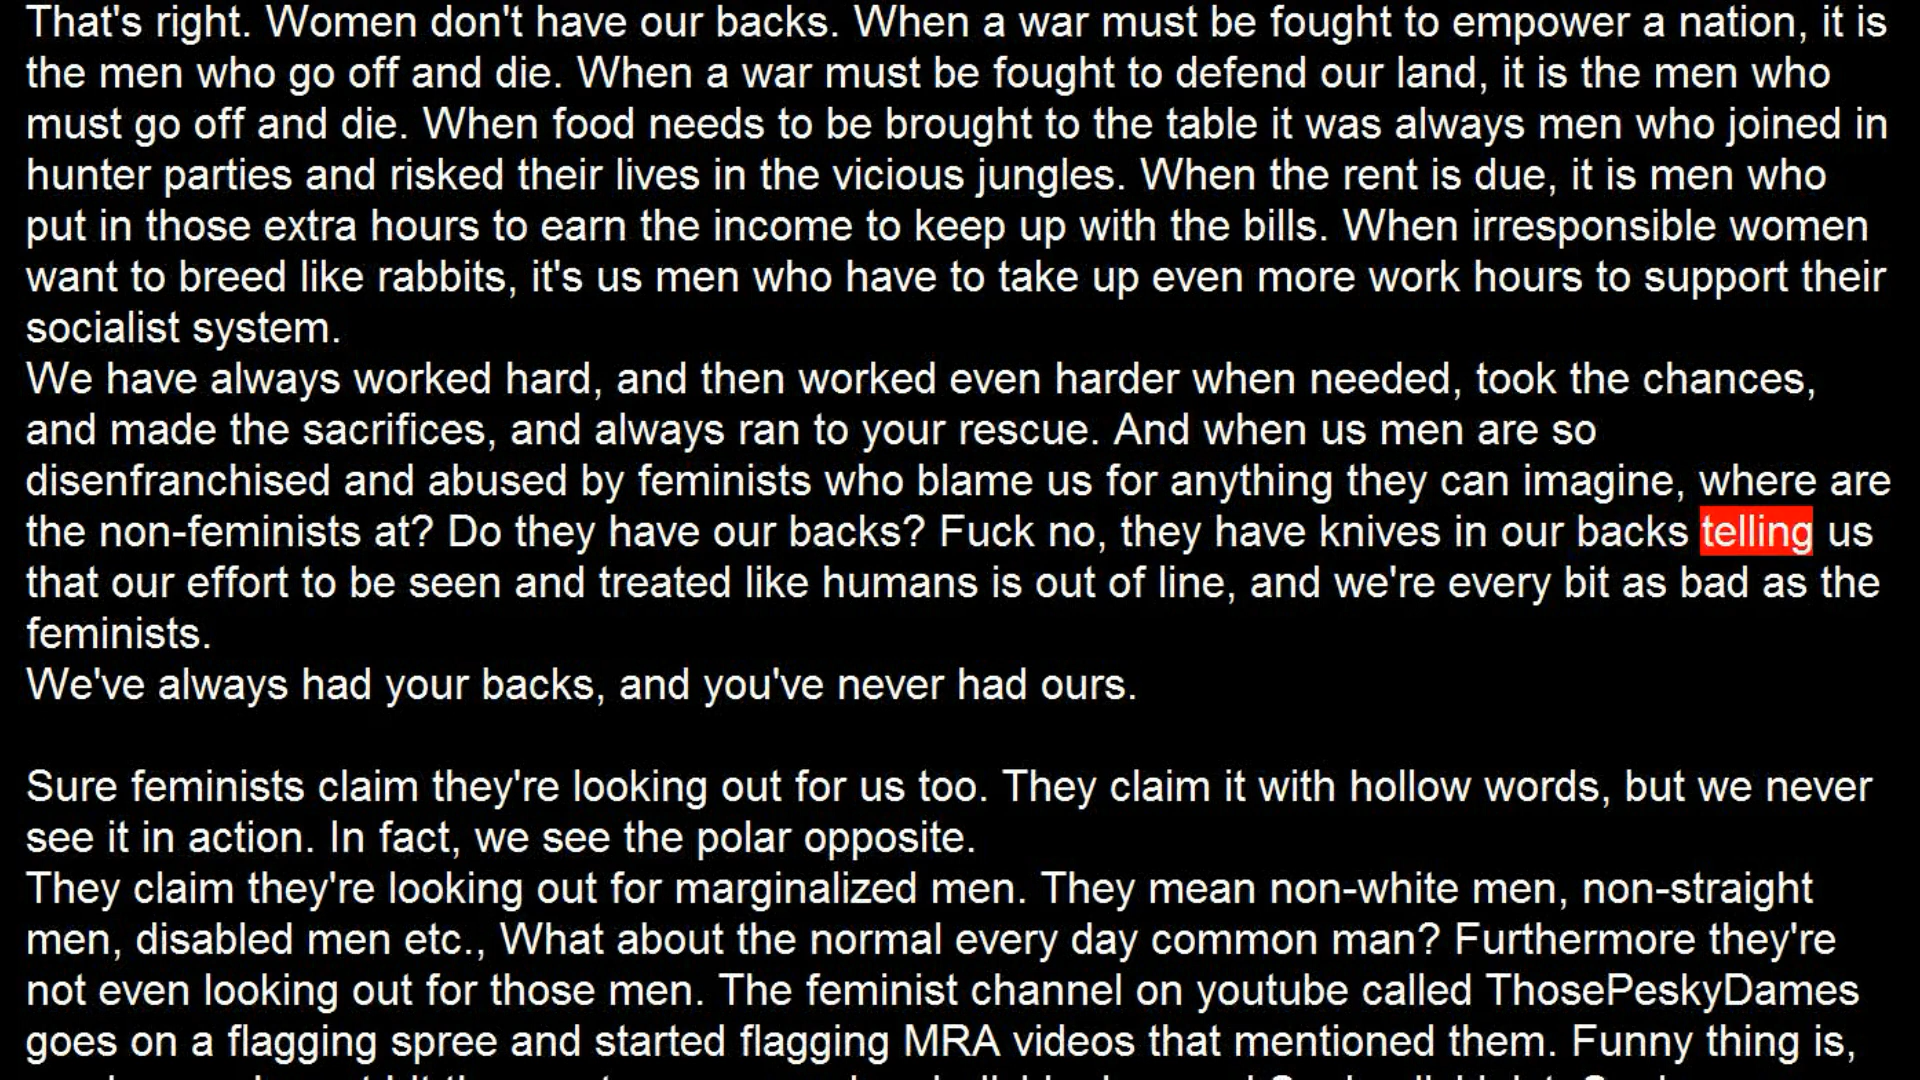 That's right. Women don't have our backs. When a war must be fought to empower a nation, it is
the men who go off and die. When a war must be fought to defend our land, it is the men who
must go off and die. When food needs to be brought to the table it was always men who joined in
hunter parties and risked their lives in the vicious jungles. When the rent is due, it is men who
put in those extra hours to earn the income to keep up with the bills. When irresponsible women
want to breed like rabbits, it's us men who have to take up even more work hours to support their
socialist system.
We have always worked hard, and then worked even harder when needed, took the chances,
and made the sacrifices, and always ran to your rescue. And when us men are so
disenfranchised and abused by feminists who blame us for anything they can imagine, where are
the non-feminists at? Do they have our backs? Fuck no, they have knives in our backs telling us
that our effort to be seen and treated like humans is out of line, and we're every bit as bad as the
feminists.
We've always had your backs, and you've never had ours.
Sure feminists claim they're looking out for us too. They claim it with hollow words, but we never
see it in action. In fact, we see the polar opposite.
They claim they're looking out for marginalized men. They mean non-white men, non-straight
men, disabled men etc., What about the normal every day common man? Furthermore they're
not even looking out for those men. The feminist channel on youtube called ThosePeskyDames
goes on a flagging spree and started flagging MRA videos that mentioned them. Funny thing is,